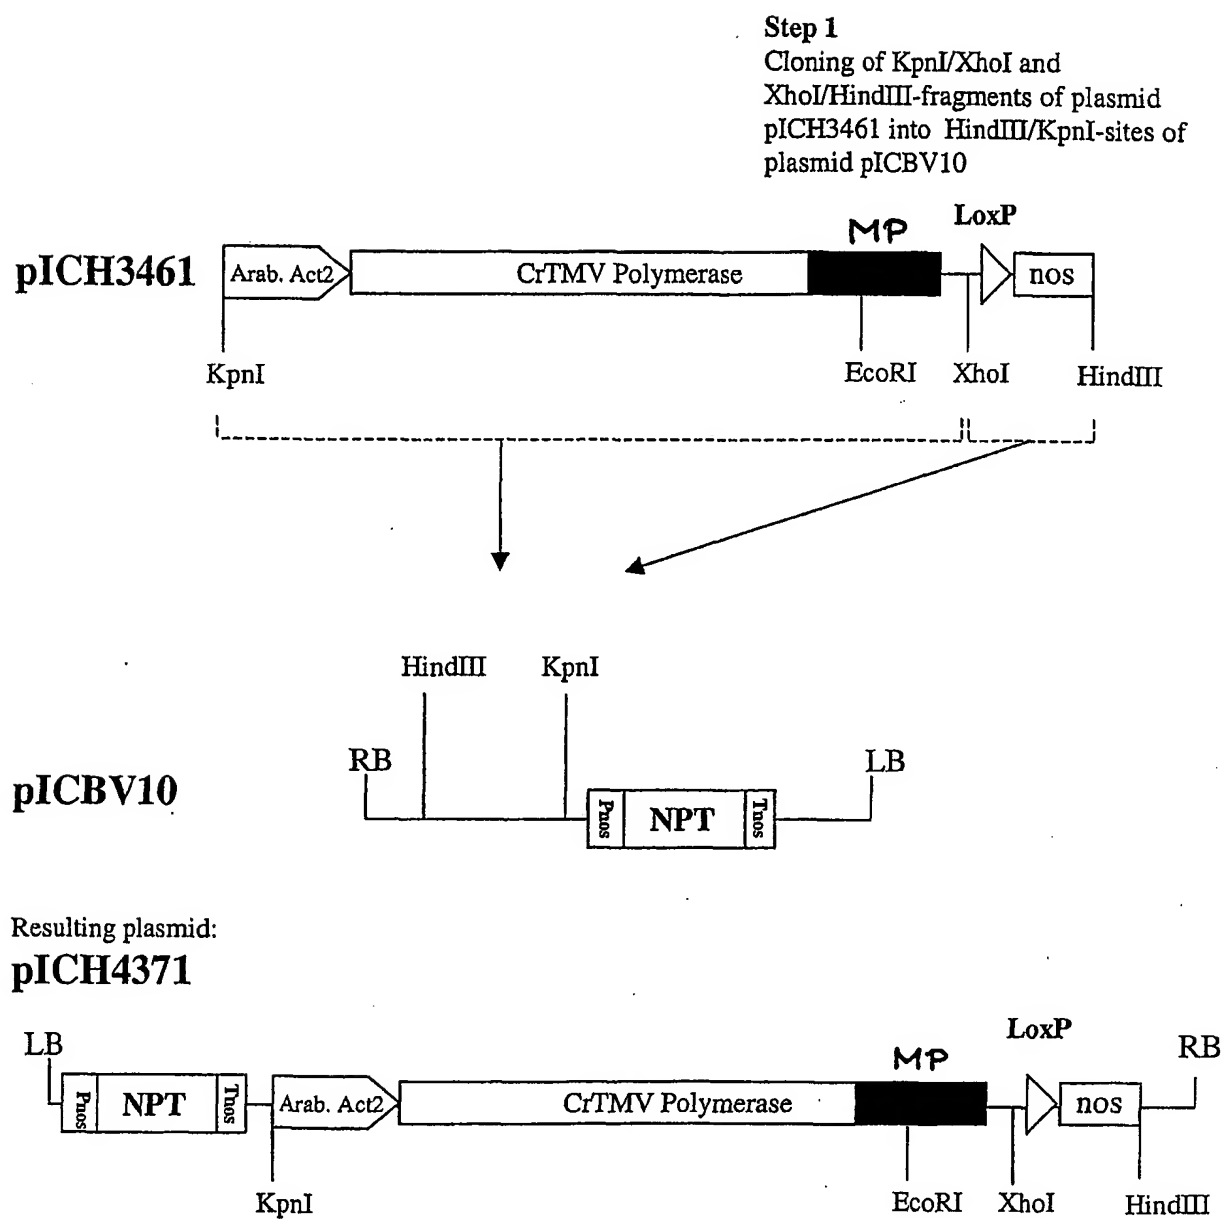 Step 1
Cloning of KpnI/XhoI and
XhoI/HindIII-fragments of plasmid
pICH3461 into HindIII/KpnI-sites of
plasmid pICBV10
LoxP
MP
pICH3461
Arab. Act2
CrTMV Polymerase
nos
KpnI
EcoRI
XhoI
HindIII
HindIII
KpnI
RB
LB
pICBV10
Pnos
NPT
Tnos
Resulting plasmid:
pICH4371
LoxP
LB
MP
RB
Pnos
NPT
Tnos
Arab. Act2
CrTMV Polymerase
nos
KpnI
EcoRI
XhoI
HindIII